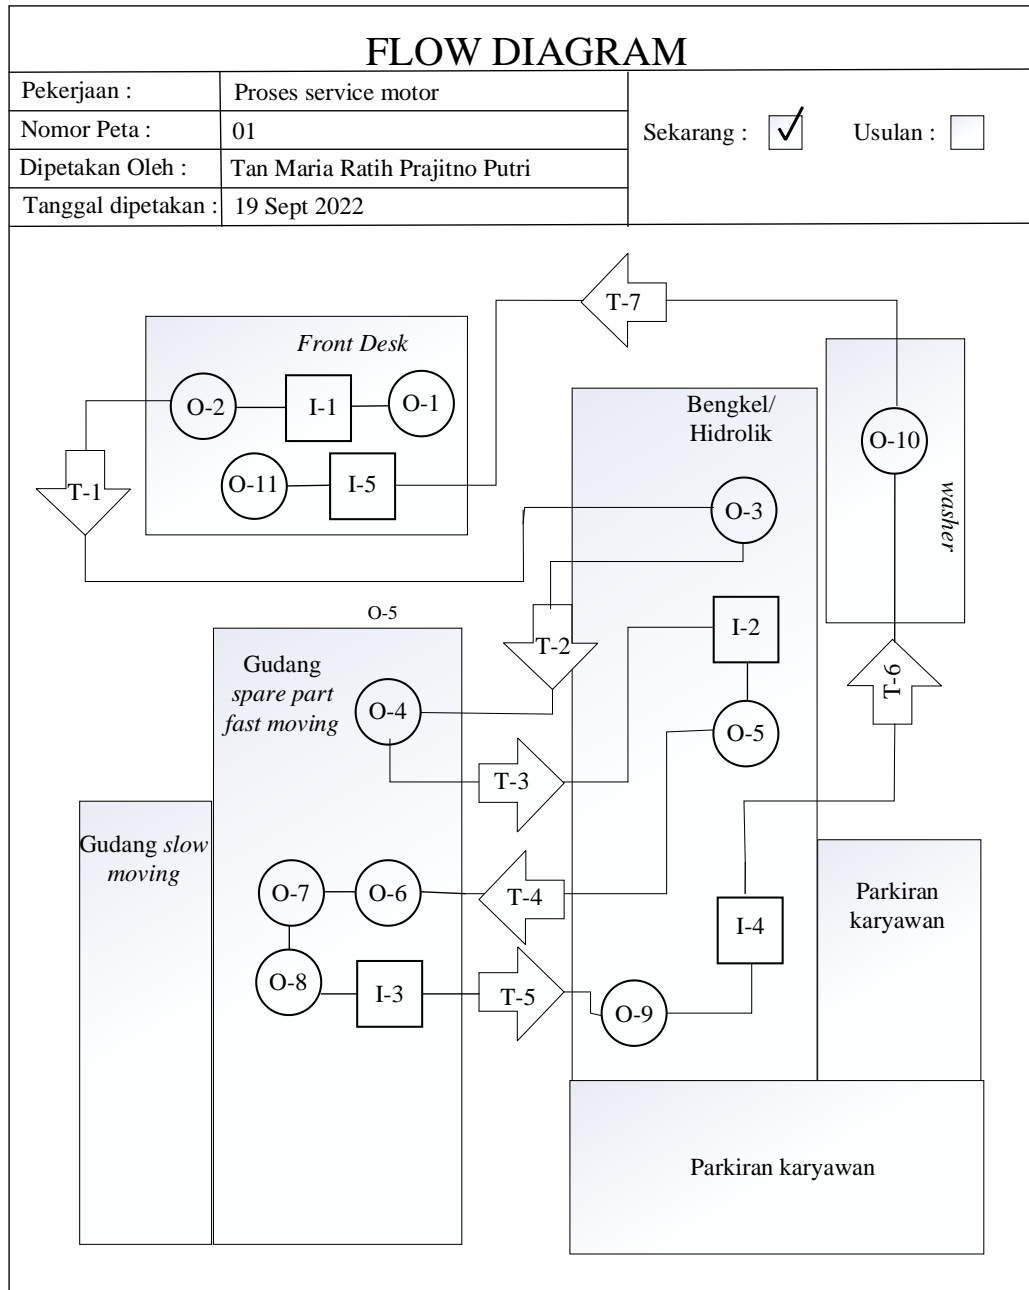 FLOW DIAGRAM
Pekerjaan :
Proses service motor
Nomor Peta :
01
Sekarang :
Usulan :
Dipetakan Oleh :
Tan Maria Ratih Prajitno Putri
Tanggal dipetakan :
19 Sept 2022
T-7
Front Desk
O-2
I-1
O-1
Bengkel/
Hidrolik
O-10
T-1
O-11
I-5
O-3
washer
O-5
T-2
I-2
Gudang
spare part
fast moving
T-6
O-4
O-5
T-3
Gudang slow
moving
O-7
O-6
T-4
Parkiran
karyawan
I-4
O-8
I-3
T-5
O-9
Parkiran karyawan